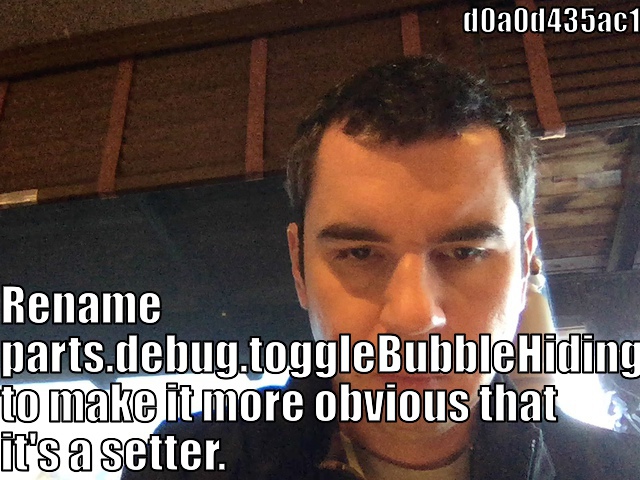 d0a0d435ac1
Rename
parts.debug.toggleBubbleHiding
to make it more obvious that
it's a setter.